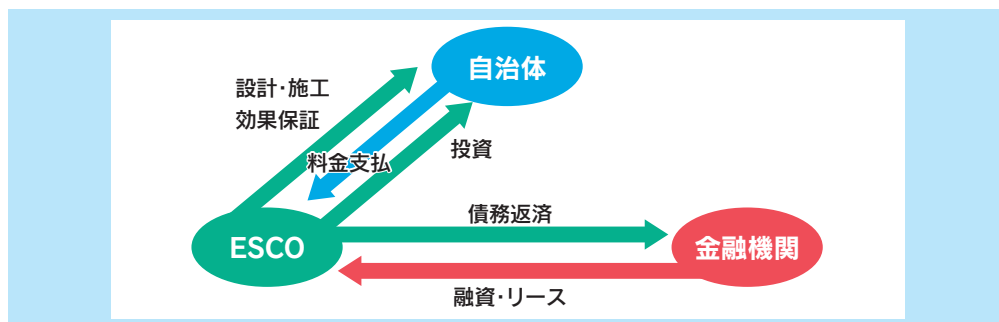 自治体
設計・施工
効果保証
料金支払
投資
債務返済
ESCO
金融機関
融資・リース